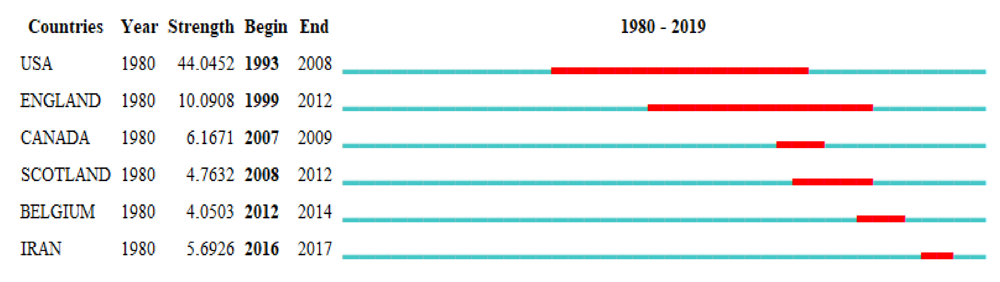 Countries Year Strength Begin End 1980 - 2019
USA 1980 44.0452 1993 2008
ENGLAND 1980 10.0908 1999 2012
CANADA 1980 6.1671 2007 2009
SCOTLAND 1980 4.7632 2008 2012
BELGIUM 1980 4.0503 2012 2014
IRAN 1980 5.6926 2016 2017